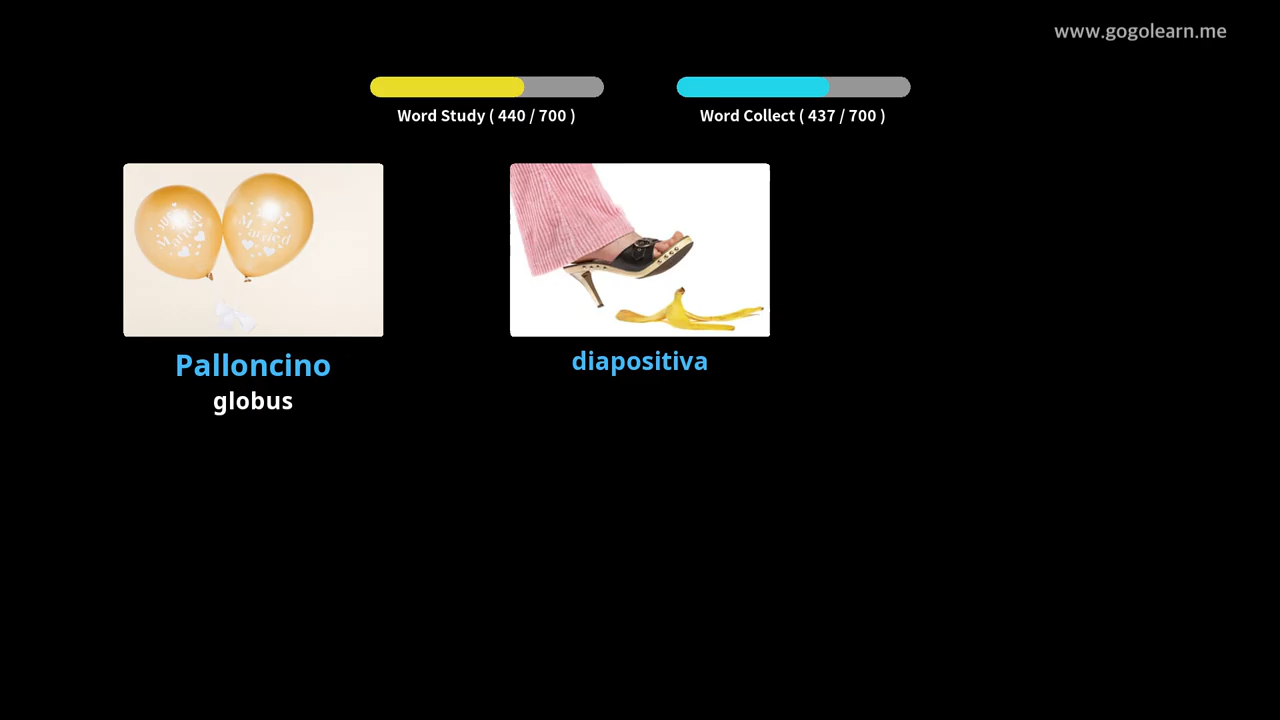 www.gogolearn.me
Word Study ( 440 / 700 )
Word Collect ( 437 / 700 )
Palloncino
globus
diapositiva